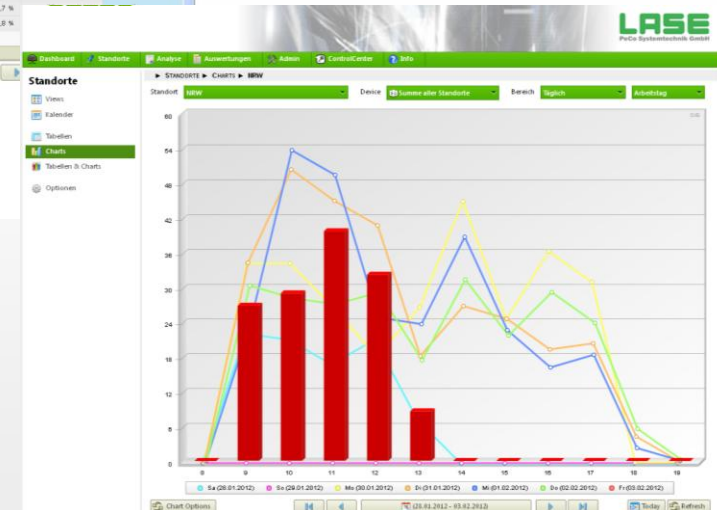 ,7 %
,8 %
LASE
PeCo Systemtechnik GmbH
Dashboard Standorte Analyse Auswertungen Admin ControlCenter Info
Standorte
Views
Kalender
Tabellen
Charts
Tabellen & Charts
Optionen
► STANDORTE ► CHARTS ► NRW
Standort NRW Device Summe aller Standorte Bereich Täglich Arbeitstag
60
54
48
42
36
30
24
18
12
6
0
8 9 10 11 12 13 14 15 16 17 18 19
Sa (28.01.2012) So (29.01.2012) Mo (30.01.2012) Di (31.01.2012) Mi (01.02.2012) Do (02.02.2012) Fr (03.02.2012)
Chart Options (28.01.2012 - 03.02.2012) Today Refresh